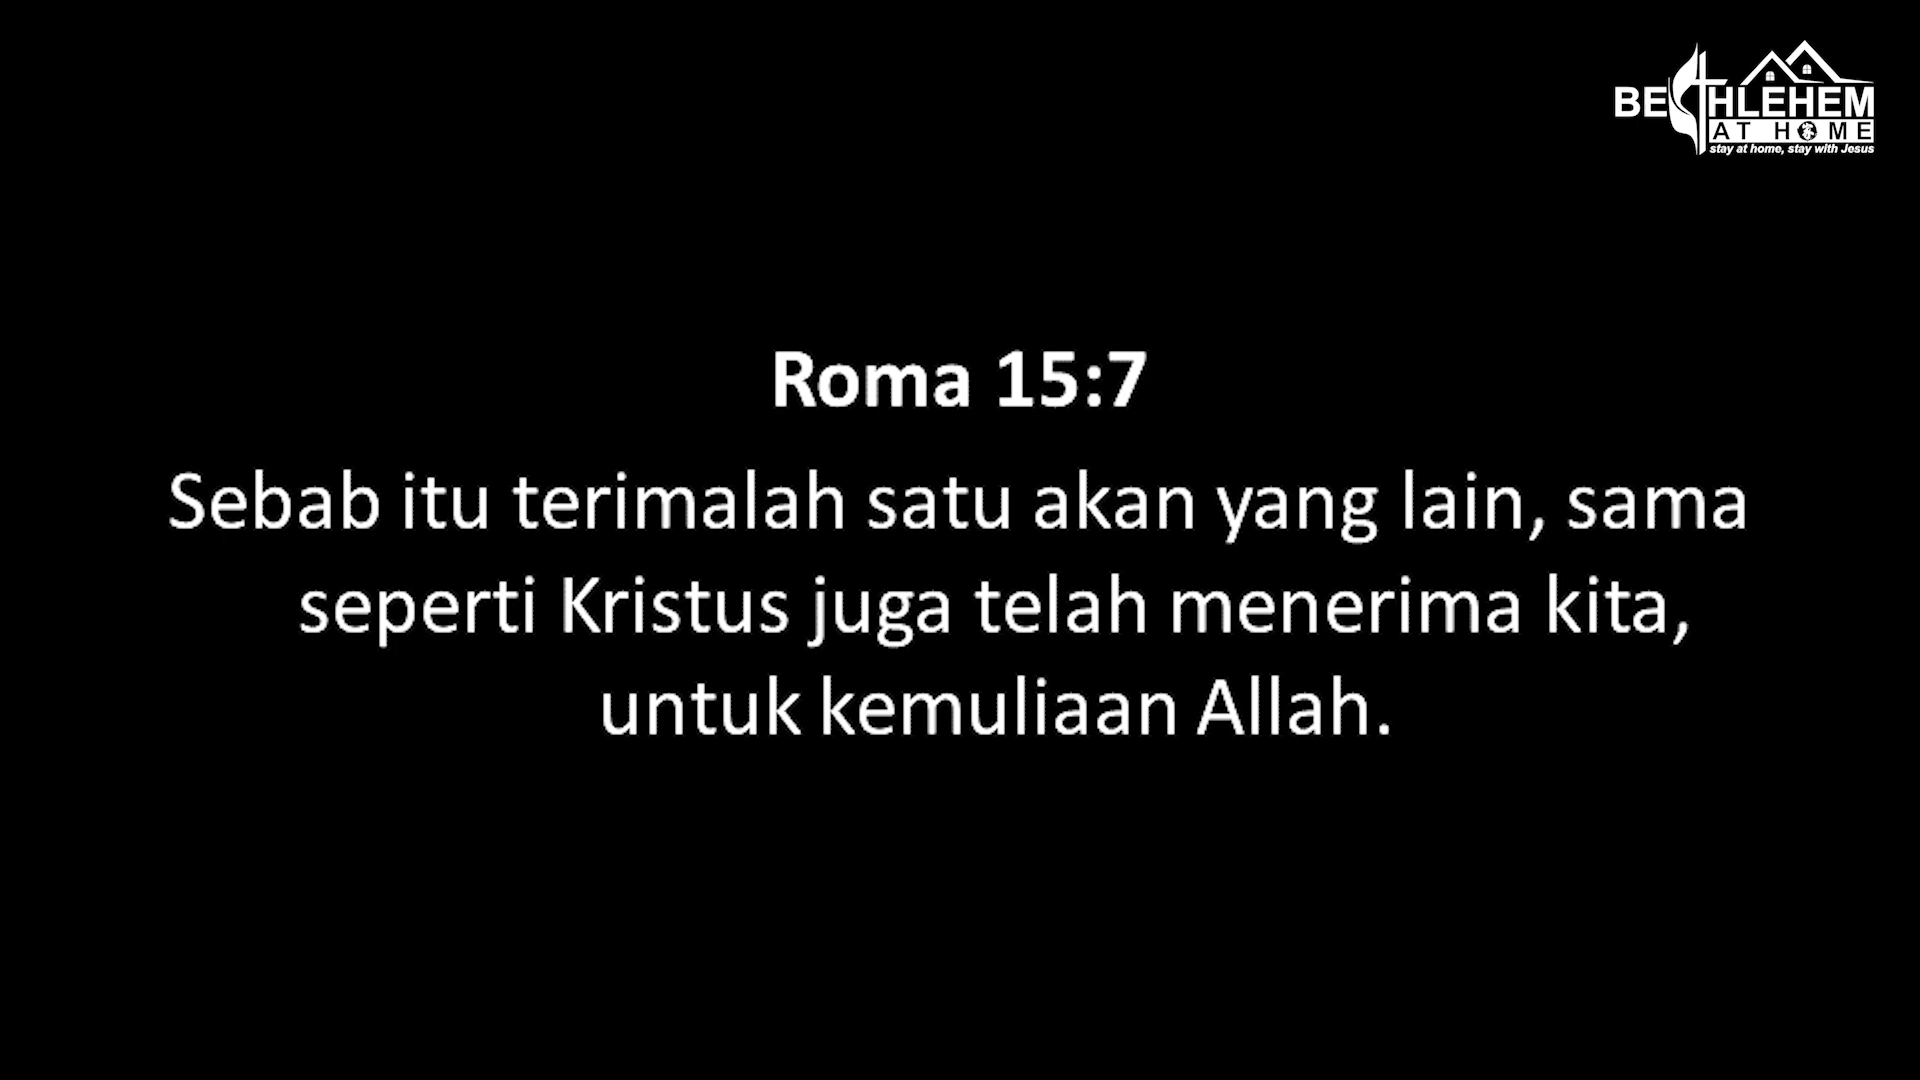 BETHLEHEM
AT HOME
stay at home, stay with Jesus
Roma 15:7
Sebab itu terimalah satu akan yang lain, sama
seperti Kristus juga telah menerima kita,
untuk kemuliaan Allah.